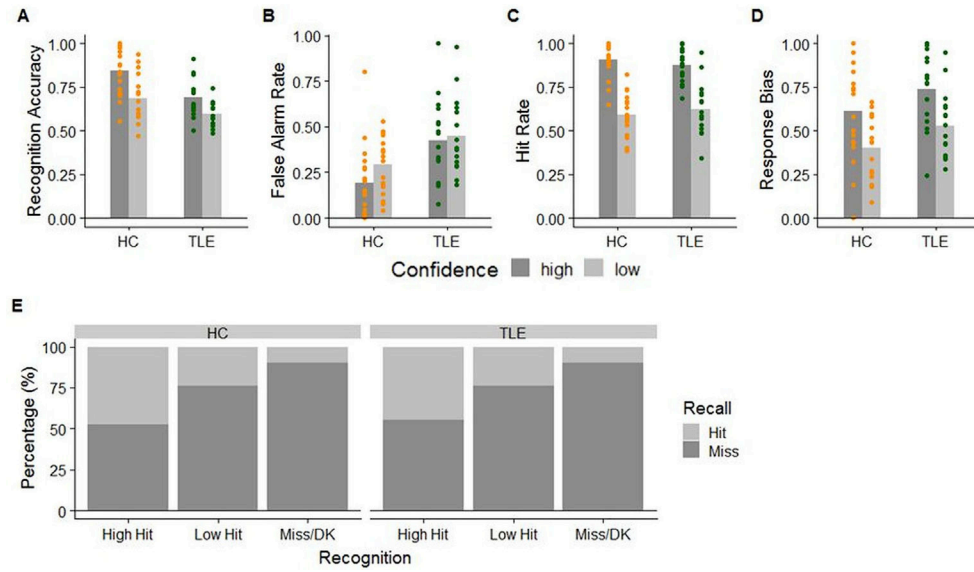 A
Recognition Accuracy
1.00
0.75
0.50
0.25
0.00
HC TLE
B
False Alarm Rate
1.00
0.75
0.50
0.25
0.00
HC TLE
C
Hit Rate
1.00
0.75
0.50
0.25
0.00
HC TLE
D
Response Bias
1.00
0.75
0.50
0.25
0.00
HC TLE
Confidence high low
E
HC TLE
Percentage (%)
100
75
50
25
0
High Hit Low Hit Miss/DK High Hit Low Hit Miss/DK
Recognition
Recall
Hit
Miss